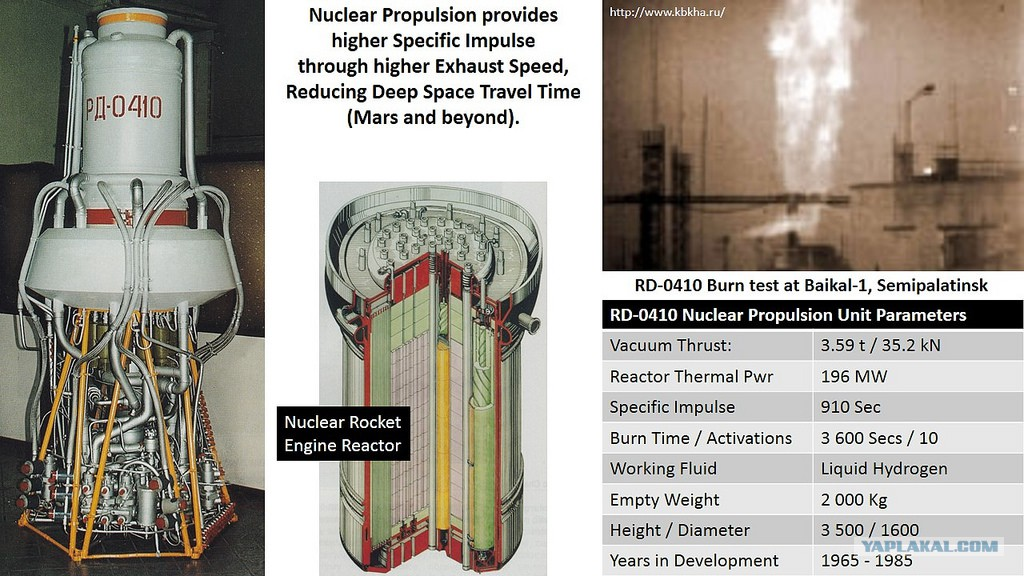 РД-0410
Nuclear Propulsion provides
higher Specific Impulse
through higher Exhaust Speed,
Reducing Deep Space Travel Time
(Mars and beyond).
Nuclear Rocket
Engine Reactor
http://www.kbkha.ru/
RD-0410 Burn test at Baikal-1, Semipalatinsk
RD-0410 Nuclear Propulsion Unit Parameters
Vacuum Thrust: 3.59 t / 35.2 kN
Reactor Thermal Pwr 196 MW
Specific Impulse 910 Sec
Burn Time / Activations 3 600 Secs / 10
Working Fluid Liquid Hydrogen
Empty Weight 2 000 Kg
Height / Diameter 3 500 / 1600
Years in Development 1965 - 1985
YAPLAKAL.COM